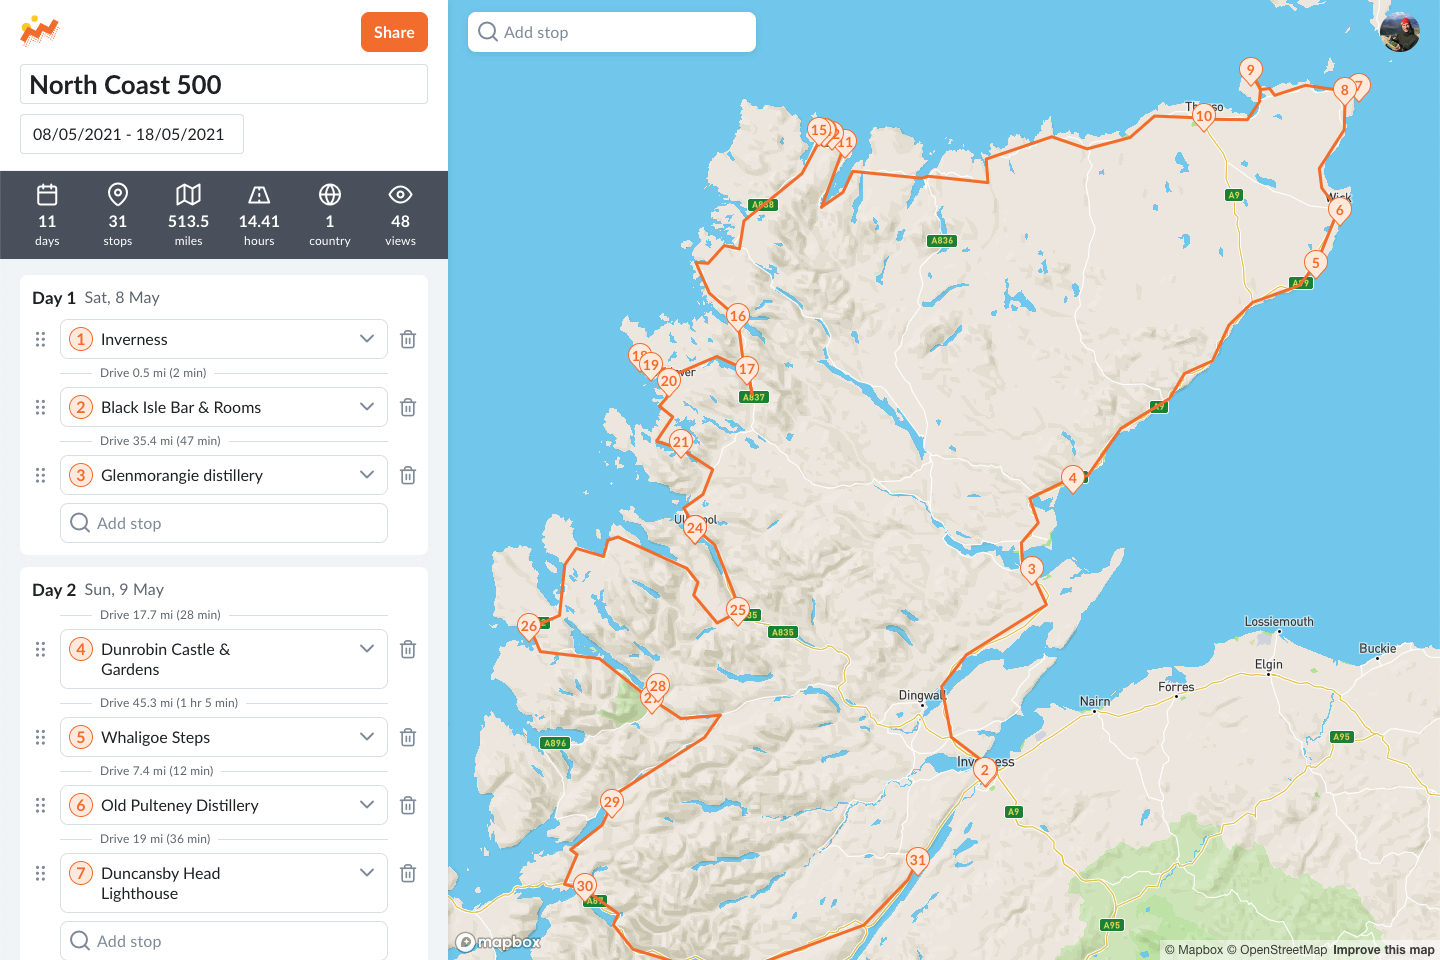 Share
North Coast 500
08/05/2021 - 18/05/2021
11
days
31
stops
513.5
miles
14.41
hours
1
country
48
views
Day 1 Sat, 8 May
1 Inverness
Drive 0.5 mi (2 min)
2 Black Isle Bar & Rooms
Drive 35.4 mi (47 min)
3 Glenmorangie distillery
Add stop
Day 2 Sun, 9 May
Drive 17.7 mi (28 min)
4 Dunrobin Castle &
Gardens
Drive 45.3 mi (1 hr 5 min)
5 Whaligoe Steps
Drive 7.4 mi (12 min)
6 Old Pulteney Distillery
Drive 19 mi (36 min)
7 Duncansby Head
Lighthouse
Add stop
Add stop
9
8
7
10
15
11
A9
Wick
6
A838
A836
5
A99
16
18
19
20
17
A837
A9
21
4
24
3
25
26
A835
Lossiemouth
Buckie
Elgin
Forres
Nairn
Dingwall
28
A896
A95
Inverness
2
29
A9
31
30
A87
A95
mapbox
© Mapbox © OpenStreetMap Improve this map